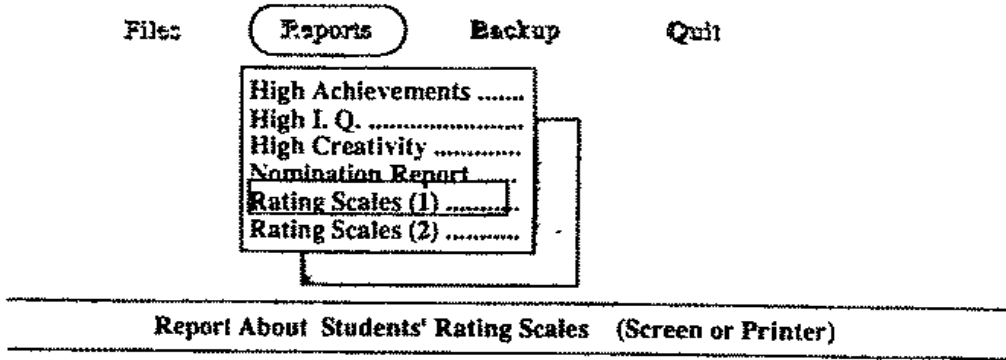 Files Reports Backup Quit
High Achievements .......
High I. Q. ......................
High Creativity ............
Nomination Report ......
Rating Scales (1) ..........
Rating Scales (2) ..........
Report About Students' Rating Scales (Screen or Printer)